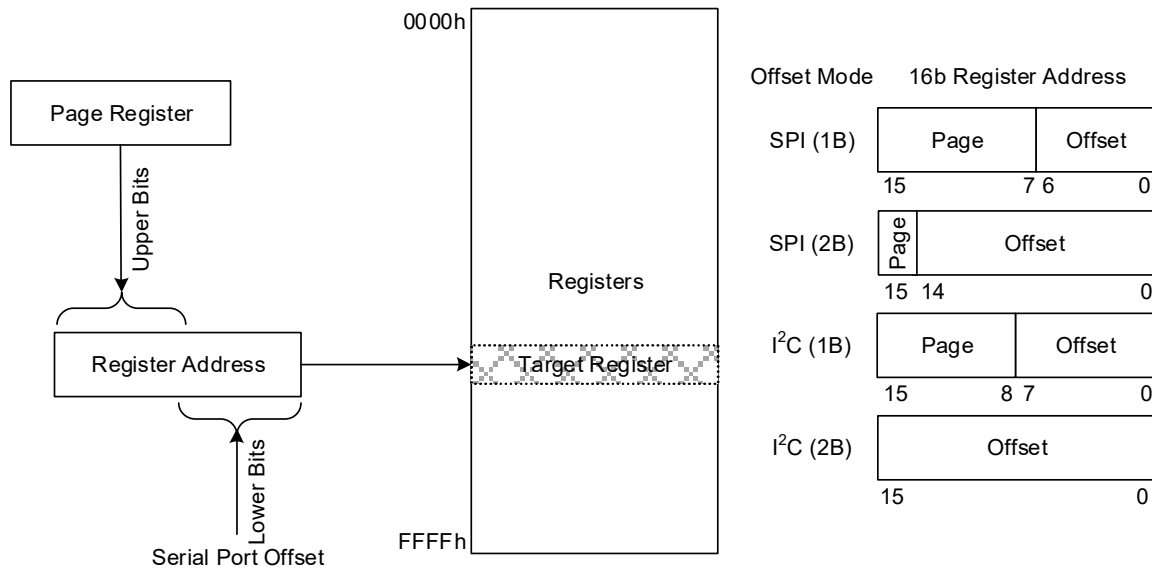 0000h
Page Register
Upper Bits
Register Address
Lower Bits
Serial Port Offset
Registers
Target Register
FFFFh
Offset Mode 16b Register Address
SPI (1B) Page Offset
15 7 6 0
SPI (2B) Page Offset
15 14 0
I²C (1B) Page Offset
15 8 7 0
I²C (2B) Offset
15 0